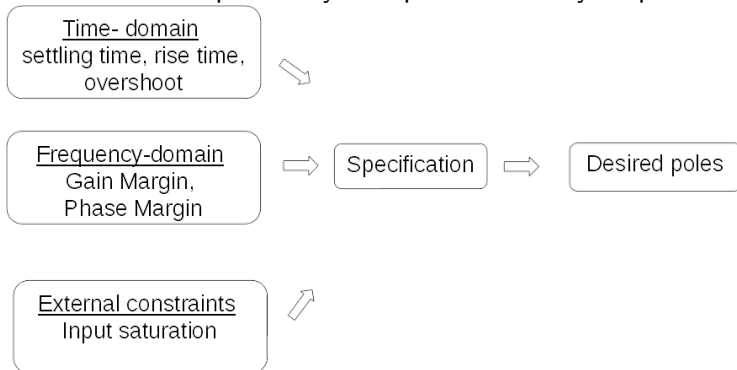 Time- domain
settling time, rise time,
overshoot
Frequency-domain
Gain Margin,
Phase Margin
Specification
Desired poles
External constraints
Input saturation